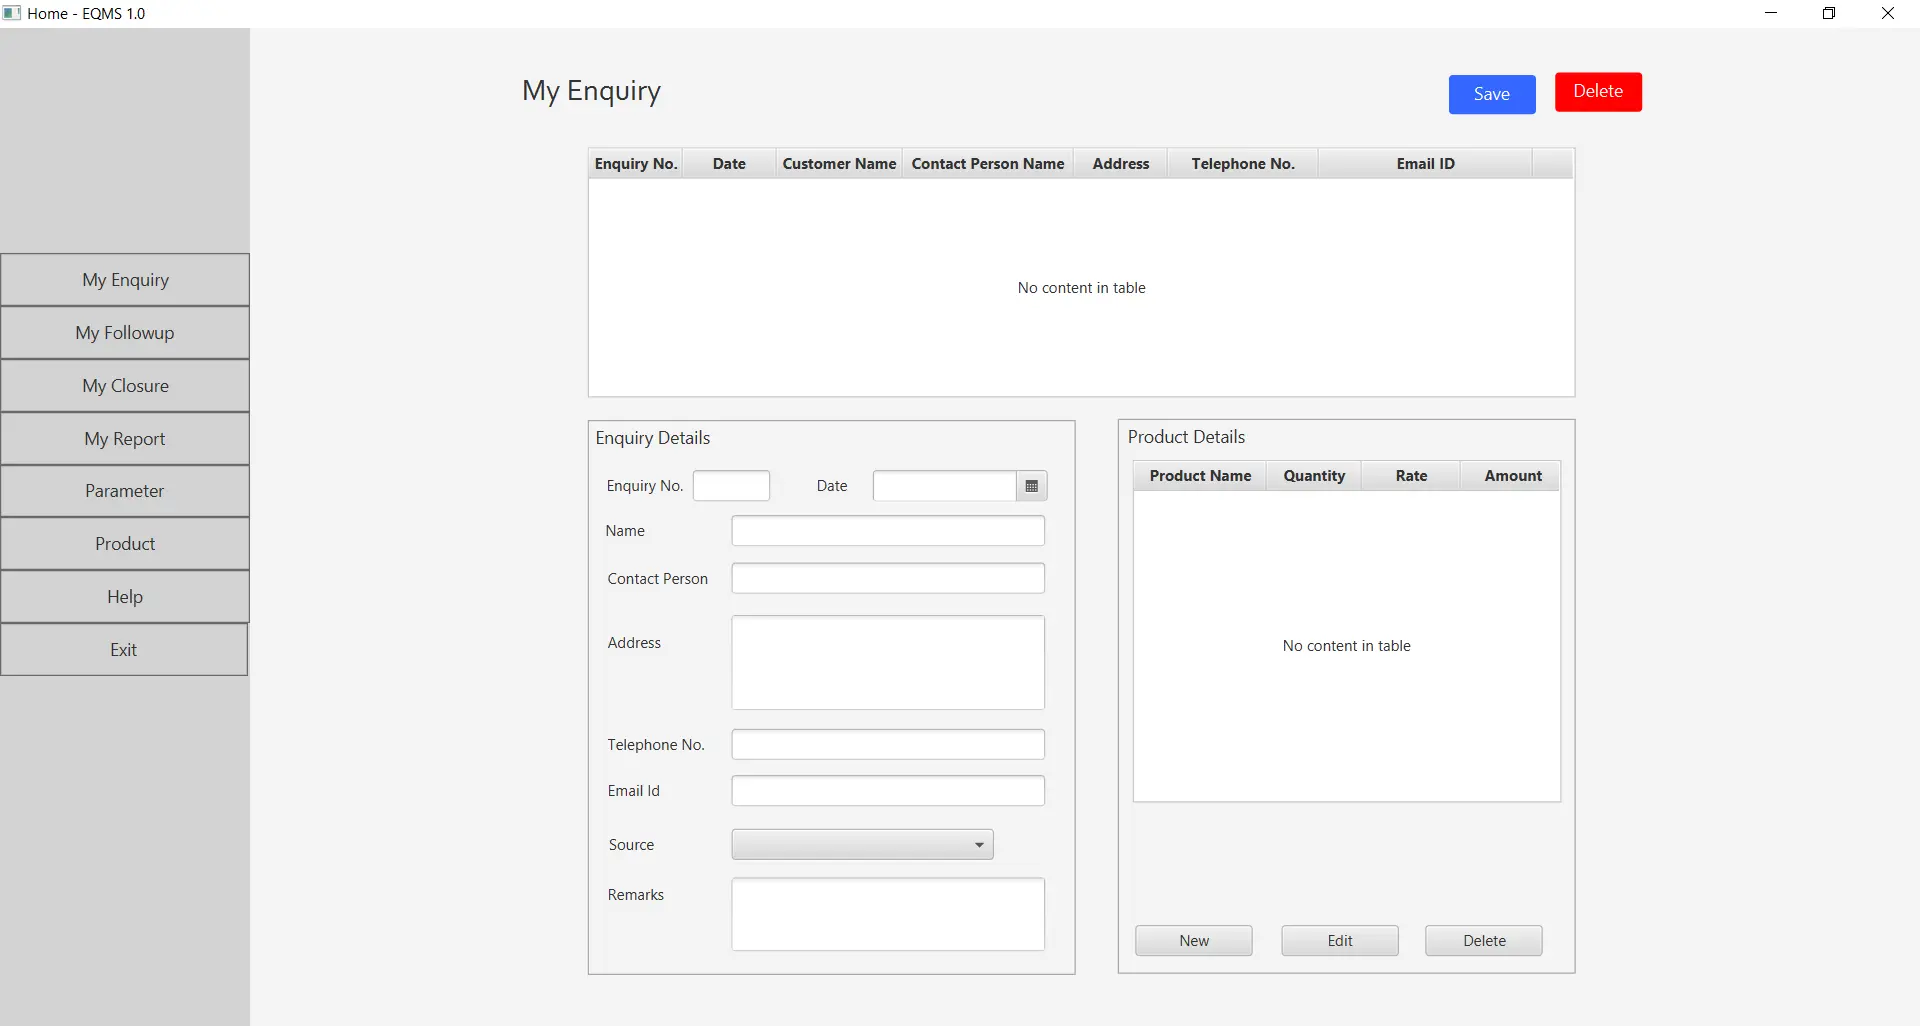 Home - EQMS 1.0
My Enquiry
Save
Delete
Enquiry No. Date Customer Name Contact Person Name Address Telephone No. Email ID
No content in table
My Enquiry
My Followup
My Closure
My Report
Parameter
Product
Help
Exit
Enquiry Details
Enquiry No. Date
Name
Contact Person
Address
Telephone No.
Email Id
Source
Remarks
Product Details
Product Name Quantity Rate Amount
No content in table
New Edit Delete